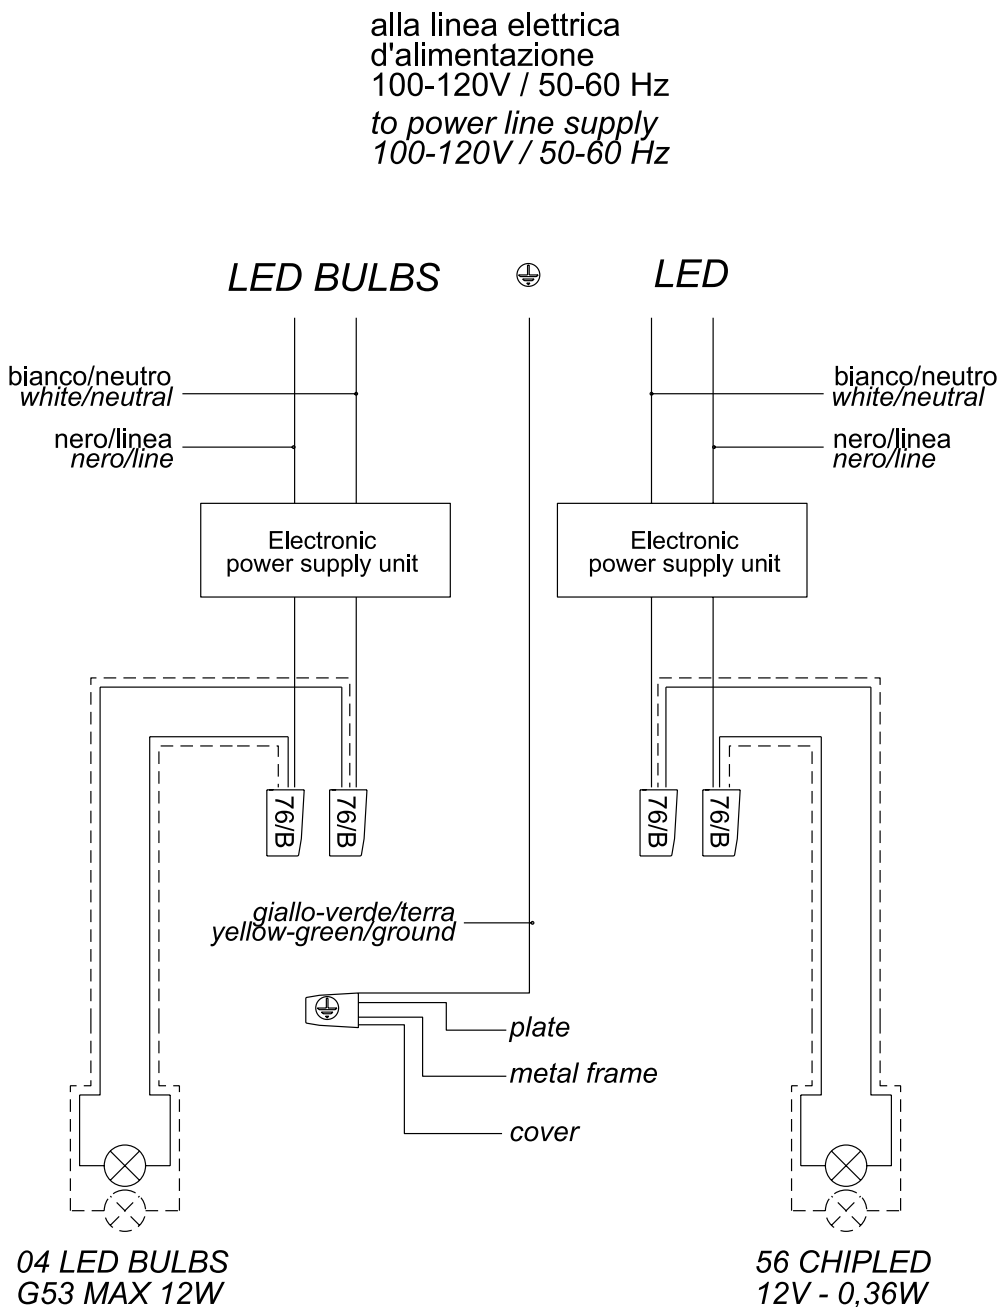 alla linea elettrica
d'alimentazione
100-120V / 50-60 Hz
to power line supply
100-120V / 50-60 Hz
LED BULBS
LED
bianco/neutro
white/neutral
nero/linea
nero/line
bianco/neutro
white/neutral
nero/linea
nero/line
Electronic
power supply unit
Electronic
power supply unit
76/B
76/B
76/B
76/B
giallo-verde/terra
yellow-green/ground
plate
metal frame
cover
04 LED BULBS
G53 MAX 12W
56 CHIPLED
12V - 0,36W